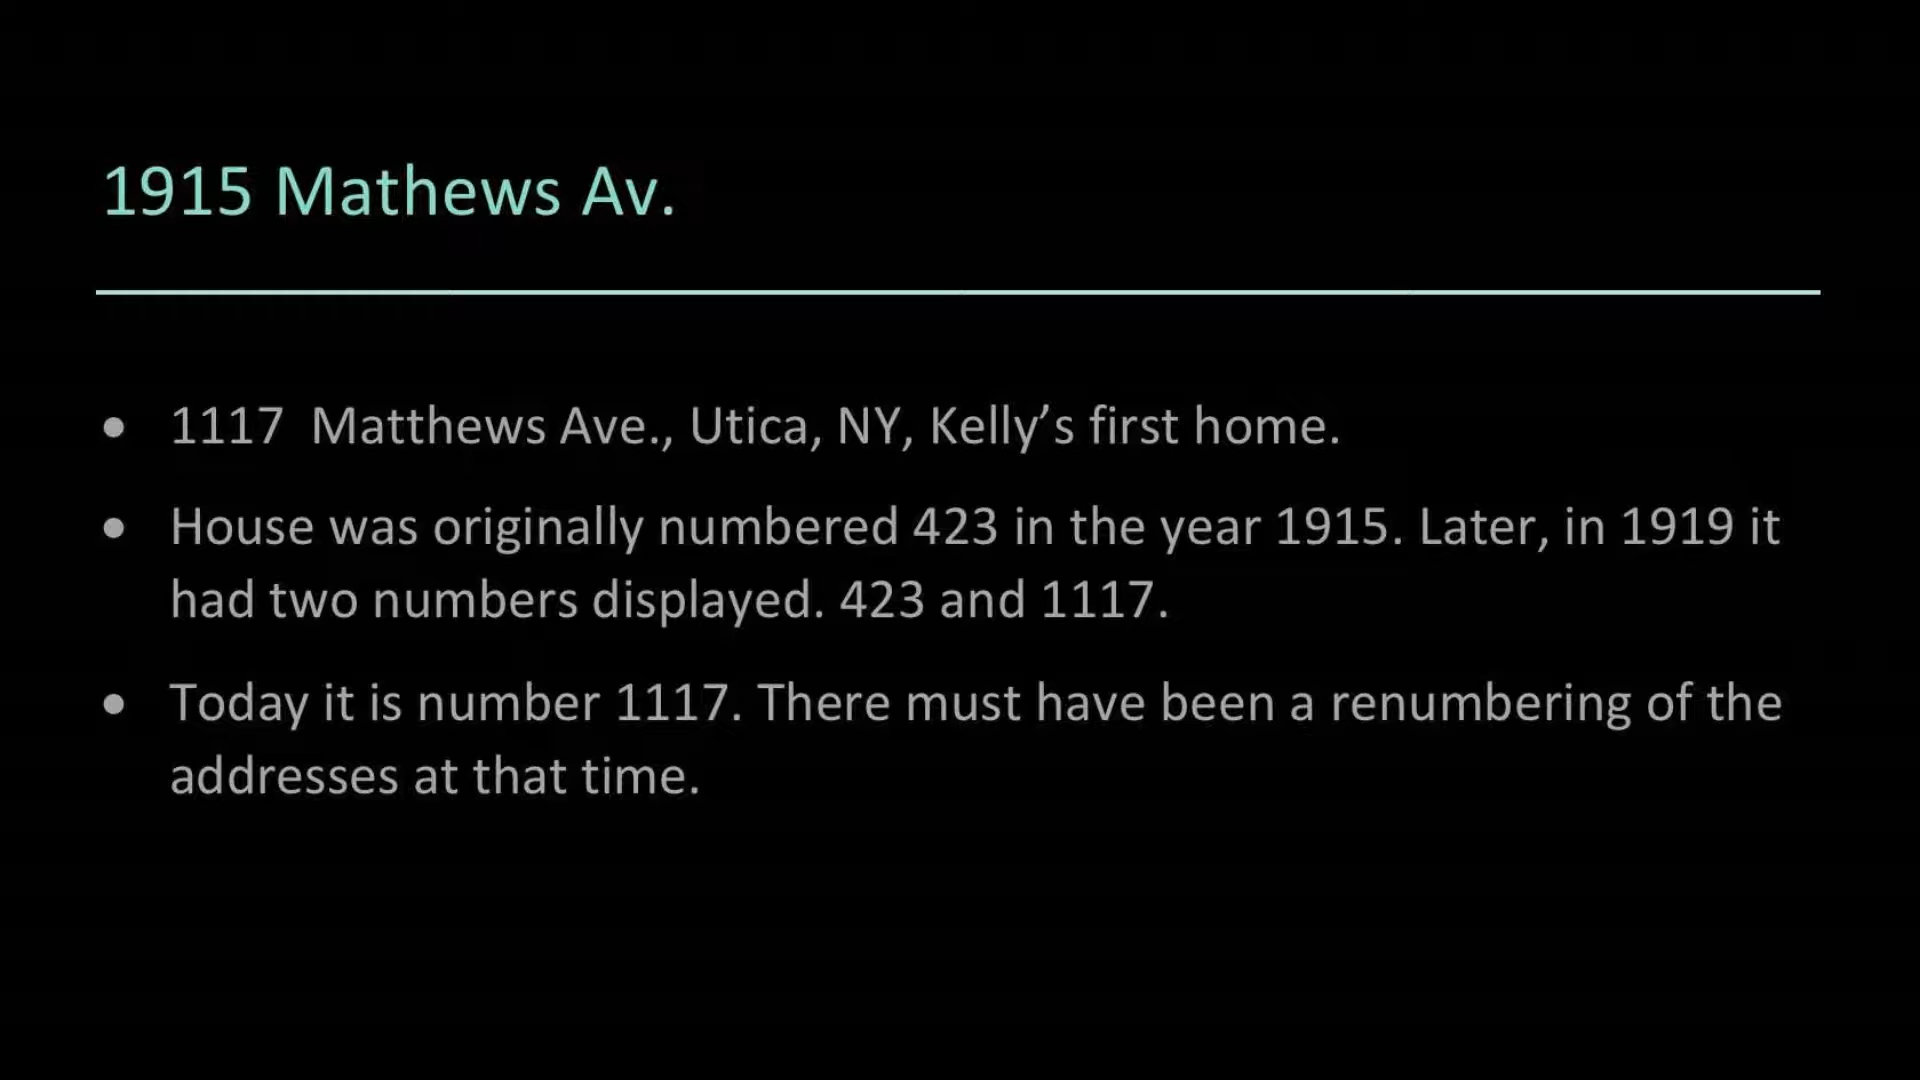 1915 Mathews Av.
• 1117  Matthews Ave., Utica, NY, Kelly’s first home.
• House was originally numbered 423 in the year 1915. Later, in 1919 it
had two numbers displayed. 423 and 1117.
• Today it is number 1117. There must have been a renumbering of the
addresses at that time.